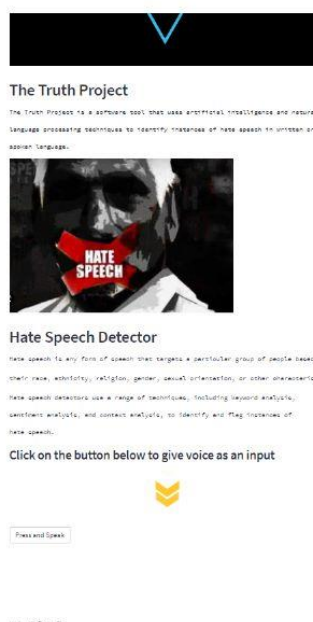 The Truth Project
The Truth Project is a software tool that uses artificial intelligence and natura
language processing techniques to identify instances of hate speech in written or
spoken language.
HATE
SPEECH
Hate Speech Detector
Hate speech is any form of speech that targets a particular group of people based
their race, ethnicity, religion, gender, sexual orientation, or other characteristic
Hate speech detectors use a range of techniques, including keyword analysis,
sentiment analysis, and context analysis, to identify and flag instances of
hate speech.
Click on the button below to give voice as an input
Press and Speak